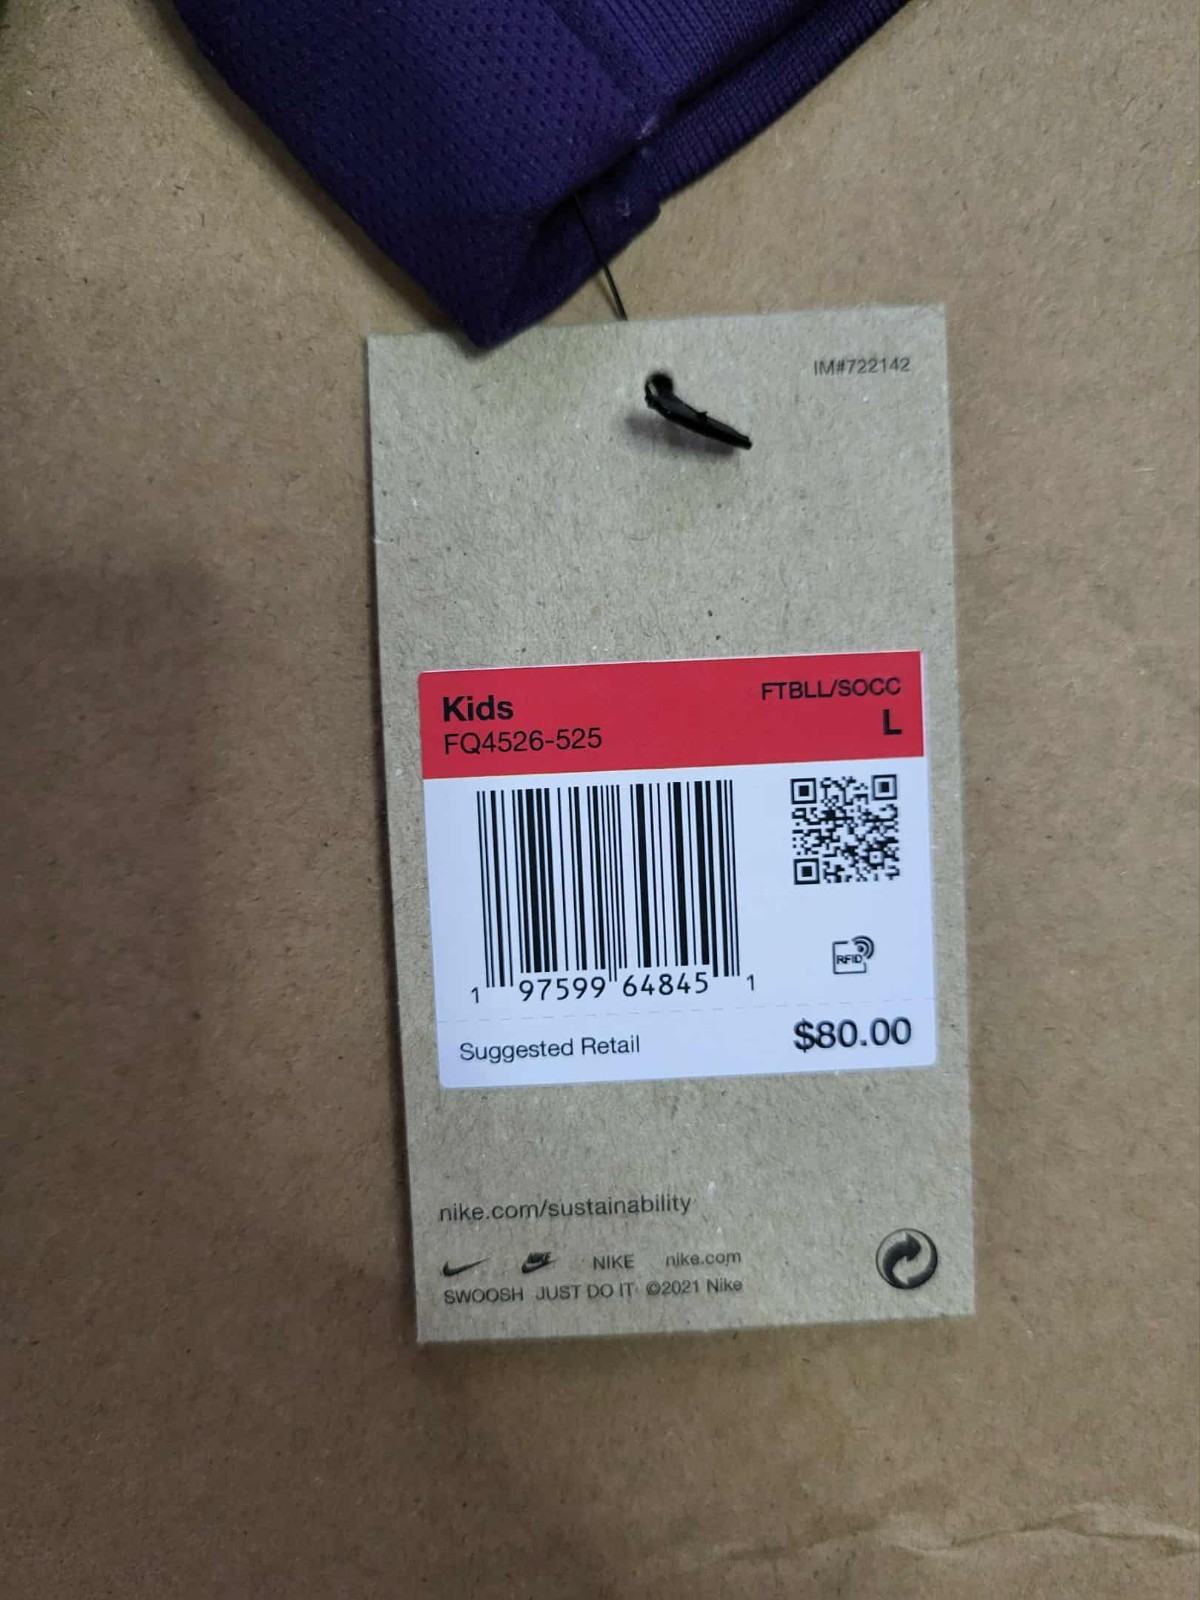 IM#722142
Kids
FTBLL/SOCC
FQ4526-525
L
RFID
1 97599 64845 1
Suggested Retail
$80.00
nike.com/sustainability
NIKE NIKE nike.com
SWOOSH JUST DO IT ©2021 Nike